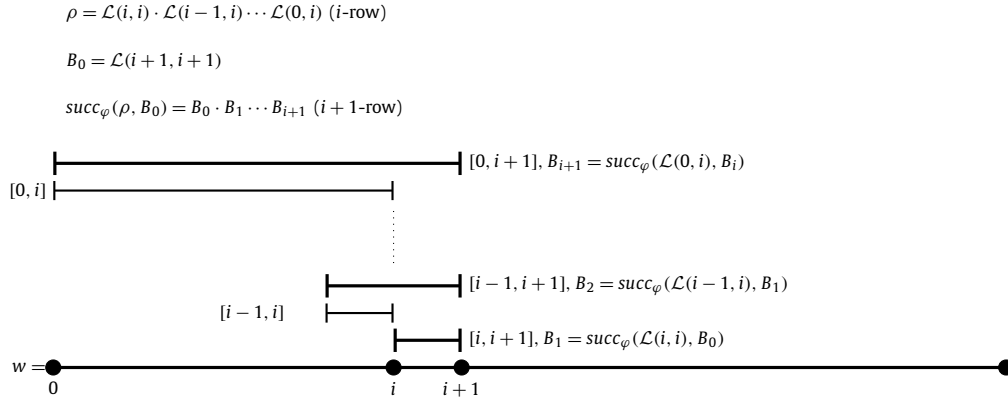 ρ = ℒ(i, i) · ℒ(i − 1, i) ··· ℒ(0, i) (i-row)
B₀ = ℒ(i + 1, i + 1)
succ_φ(ρ, B₀) = B₀ · B₁ ··· B_{i+1} (i + 1-row)
[0, i + 1], B_{i+1} = succ_φ(ℒ(0, i), B_i)
[0, i]
[i − 1, i + 1], B₂ = succ_φ(ℒ(i − 1, i), B₁)
[i − 1, i]
[i, i + 1], B₁ = succ_φ(ℒ(i, i), B₀)
w =
0 i i + 1